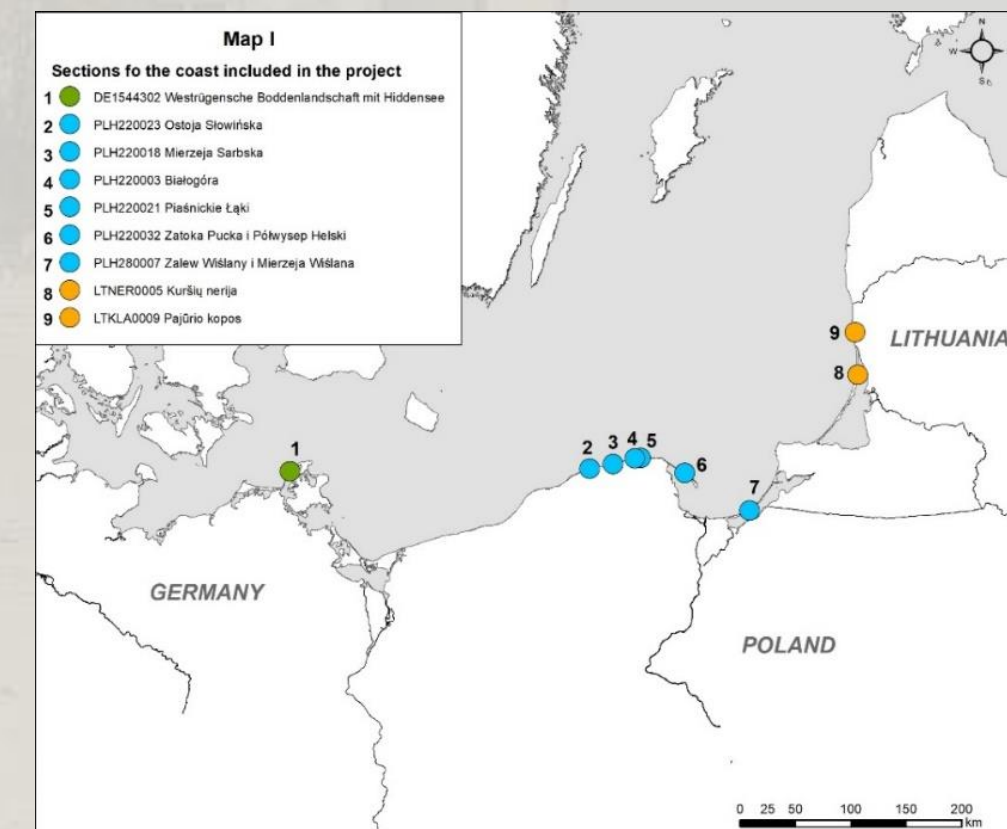 Map I
Sections fo the coast included in the project
1 DE1544302 Westrügensche Boddenlandschaft mit Hiddensee
2 PLH220023 Ostoja Słowińska
3 PLH220018 Mierzeja Sarbska
4 PLH220003 Białogóra
5 PLH220021 Piaśnickie Łąki
6 PLH220032 Zatoka Pucka i Półwysep Helski
7 PLH280007 Zalew Wiślany i Mierzeja Wiślana
8 LTNER0005 Kuršių nerija
9 LTKLA0009 Pajūrio kopos
N
W
S
9
LITHUANIA
8
1
2 3 4 5
6
7
GERMANY
POLAND
0 25 50 100 150 200
km